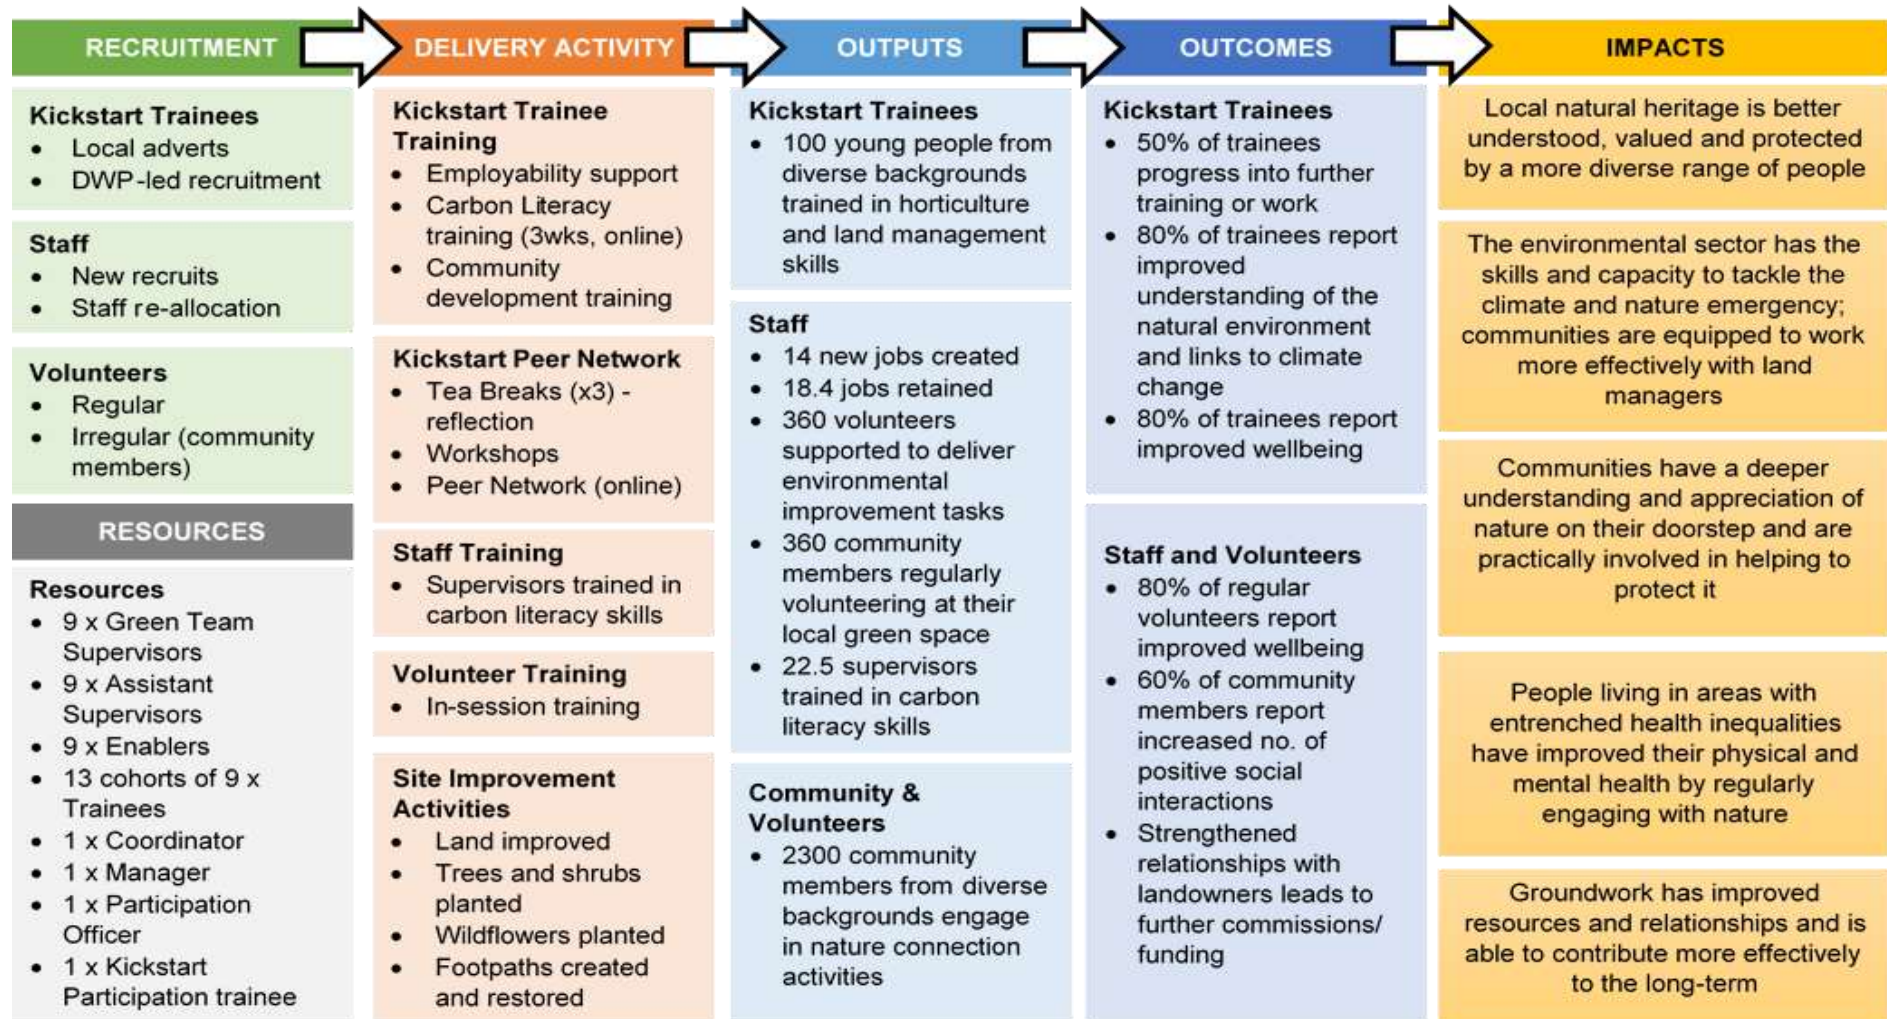 RECRUITMENT
DELIVERY ACTIVITY
OUTPUTS
OUTCOMES
IMPACTS
Kickstart Trainees
• Local adverts
• DWP-led recruitment
Staff
• New recruits
• Staff re-allocation
Volunteers
• Regular
• Irregular (community
members)
RESOURCES
Resources
• 9 x Green Team
Supervisors
• 9 x Assistant
Supervisors
• 9 x Enablers
• 13 cohorts of 9 x
Trainees
• 1 x Coordinator
• 1 x Manager
• 1 x Participation
Officer
• 1 x Kickstart
Participation trainee
Kickstart Trainee
Training
• Employability support
• Carbon Literacy
training (3wks, online)
• Community
development training
Kickstart Peer Network
• Tea Breaks (x3) -
reflection
• Workshops
• Peer Network (online)
Staff Training
• Supervisors trained in
carbon literacy skills
Volunteer Training
• In-session training
Site Improvement
Activities
• Land improved
• Trees and shrubs
planted
• Wildflowers planted
• Footpaths created
and restored
Kickstart Trainees
• 100 young people from
diverse backgrounds
trained in horticulture
and land management
skills
Staff
• 14 new jobs created
• 18.4 jobs retained
• 360 volunteers
supported to deliver
environmental
improvement tasks
• 360 community
members regularly
volunteering at their
local green space
• 22.5 supervisors
trained in carbon
literacy skills
Community &
Volunteers
• 2300 community
members from diverse
backgrounds engage
in nature connection
activities
Kickstart Trainees
• 50% of trainees
progress into further
training or work
• 80% of trainees report
improved
understanding of the
natural environment
and links to climate
change
• 80% of trainees report
improved wellbeing
Staff and Volunteers
• 80% of regular
volunteers report
improved wellbeing
• 60% of community
members report
increased no. of
positive social
interactions
• Strengthened
relationships with
landowners leads to
further commissions/
funding
Local natural heritage is better
understood, valued and protected
by a more diverse range of people
The environmental sector has the
skills and capacity to tackle the
climate and nature emergency;
communities are equipped to work
more effectively with land
managers
Communities have a deeper
understanding and appreciation of
nature on their doorstep and are
practically involved in helping to
protect it
People living in areas with
entrenched health inequalities
have improved their physical and
mental health by regularly
engaging with nature
Groundwork has improved
resources and relationships and is
able to contribute more effectively
to the long-term